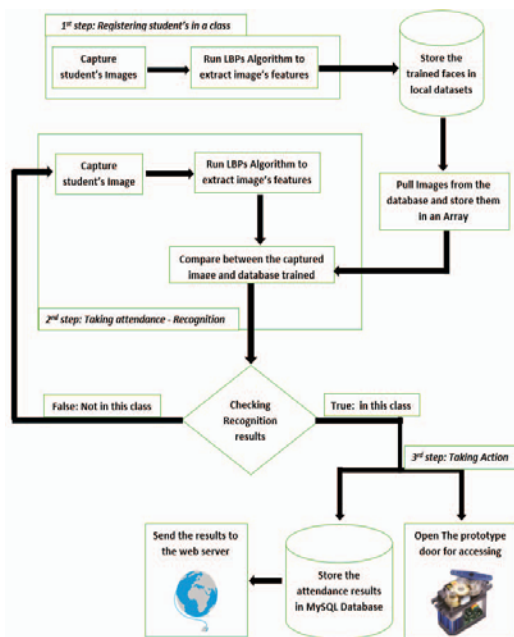 1st step: Registering student's in a class
Capture
student's Images
Run LBPs Algorithm to
extract image's features
Store the
trained faces in
local datasets
Capture
student's Image
Run LBPs Algorithm to
extract image's features
Pull Images from the
database and store them
in an Array
Compare between the captured
image and database trained
2nd step: Taking attendance - Recognition
False: Not in this class
Checking
Recognition
results
True: in this class
3rd step: Taking Action
Send the results to
the web server
Store the
attendance results
in MySQL Database
Open The prototype
door for accessing